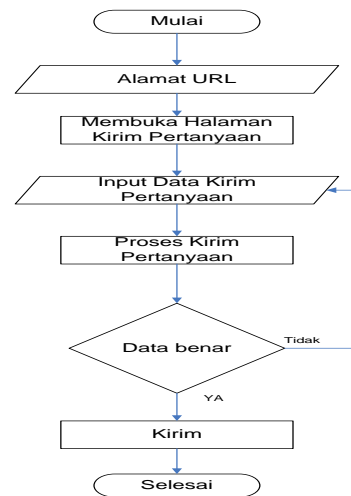 Mulai
Alamat URL
Membuka Halaman
Kirim Pertanyaan
Input Data Kirim
Pertanyaan
Proses Kirim
Pertanyaan
Data benar
Tidak
YA
Kirim
Selesai